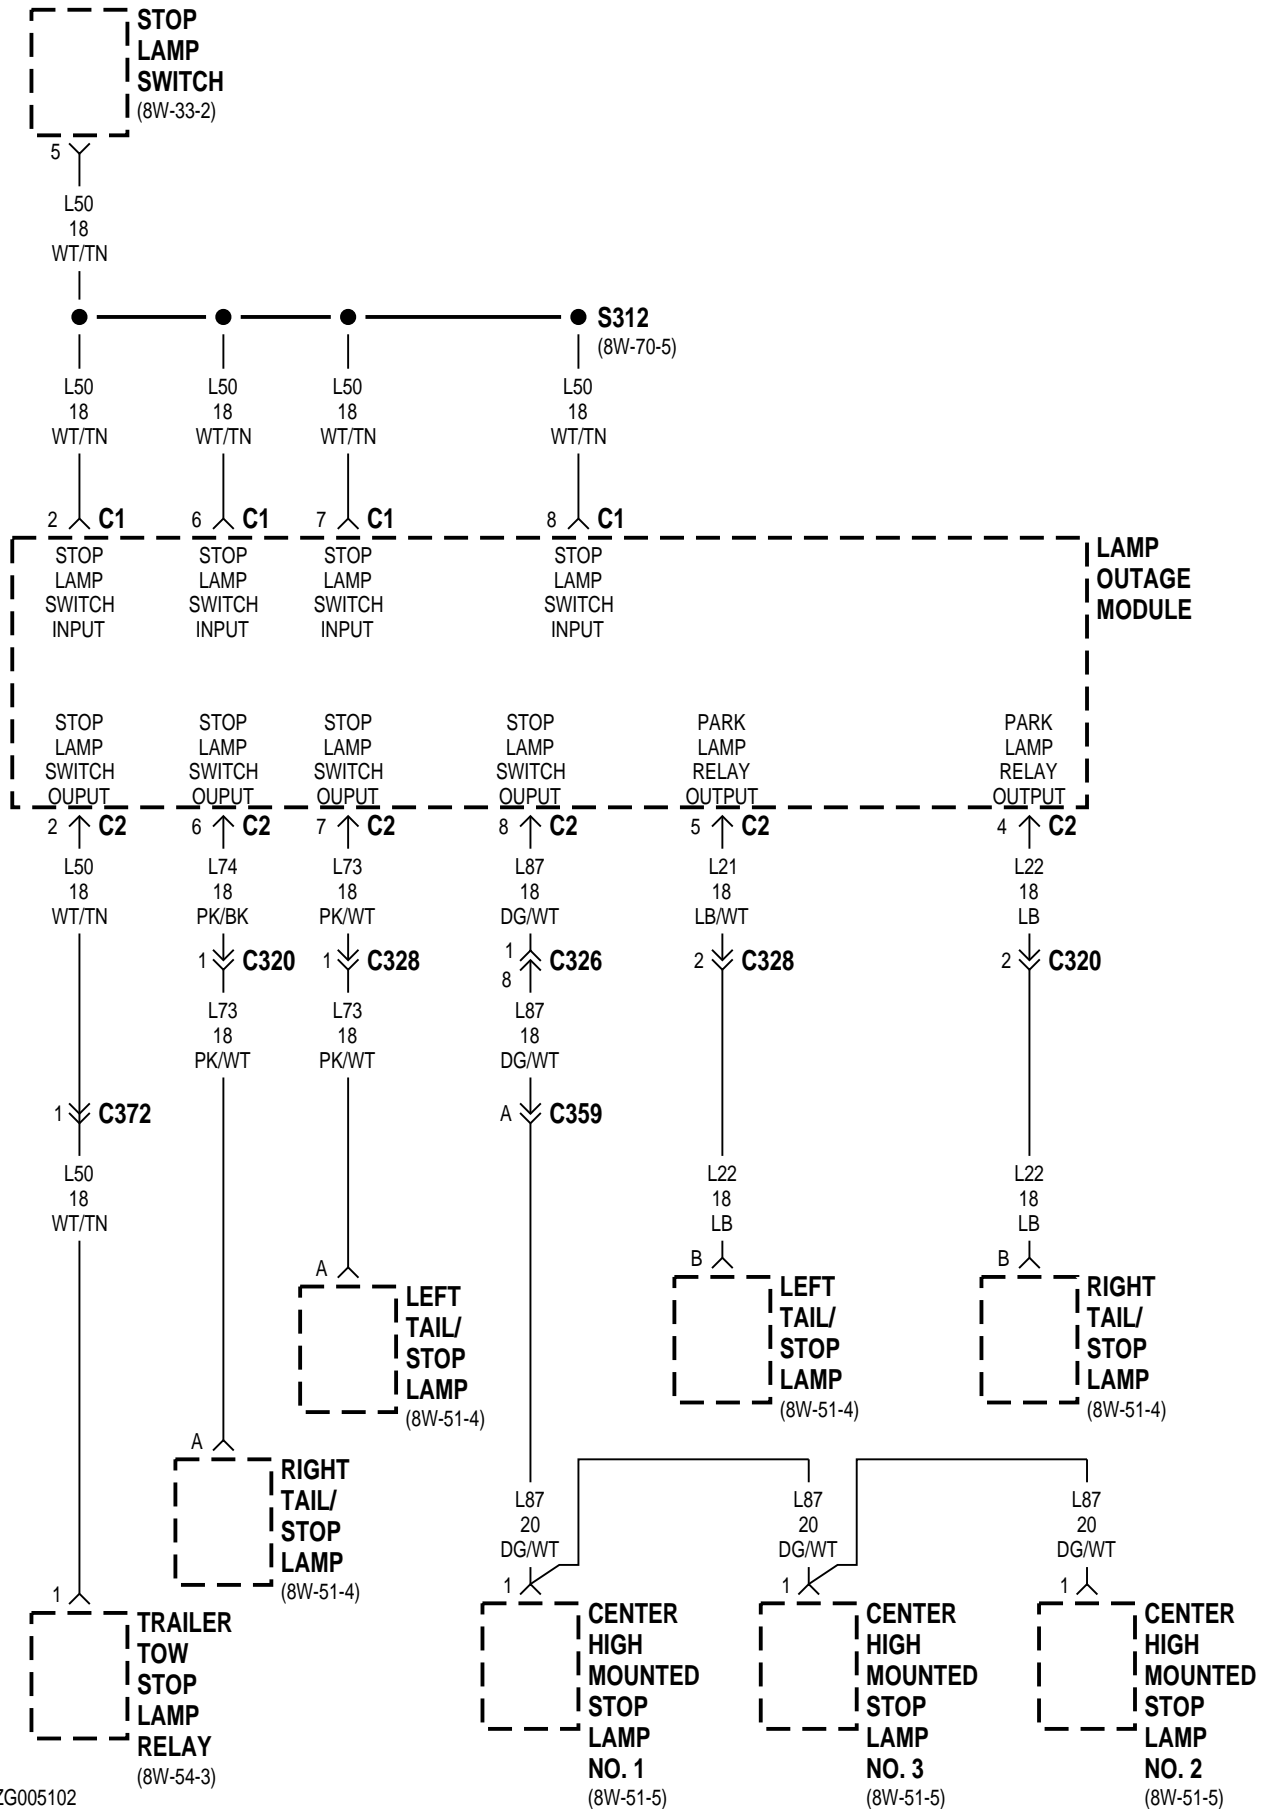 STOP
LAMP
SWITCH
(8W-33-2)
5
L50
18
WT/TN
S312
(8W-70-5)
L50
18
WT/TN
L50
18
WT/TN
L50
18
WT/TN
L50
18
WT/TN
2 C1
6 C1
7 C1
8 C1
LAMP
OUTAGE
MODULE
STOP
LAMP
SWITCH
INPUT
STOP
LAMP
SWITCH
INPUT
STOP
LAMP
SWITCH
INPUT
STOP
LAMP
SWITCH
INPUT
STOP
LAMP
SWITCH
OUPUT
STOP
LAMP
SWITCH
OUPUT
STOP
LAMP
SWITCH
OUPUT
STOP
LAMP
SWITCH
OUPUT
PARK
LAMP
RELAY
OUTPUT
PARK
LAMP
RELAY
OUTPUT
2 C2
6 C2
7 C2
8 C2
5 C2
4 C2
L50
18
WT/TN
L74
18
PK/BK
L73
18
PK/WT
L87
18
DG/WT
L21
18
LB/WT
L22
18
LB
1 C320
1 C328
1 C326
8
2 C328
2 C320
L73
18
PK/WT
L73
18
PK/WT
L87
18
DG/WT
1 C372
A C359
L50
18
WT/TN
L22
18
LB
L22
18
LB
A
LEFT
TAIL/
STOP
LAMP
(8W-51-4)
B
LEFT
TAIL/
STOP
LAMP
(8W-51-4)
B
RIGHT
TAIL/
STOP
LAMP
(8W-51-4)
A
RIGHT
TAIL/
STOP
LAMP
(8W-51-4)
L87
20
DG/WT
L87
20
DG/WT
L87
20
DG/WT
1
TRAILER
TOW
STOP
LAMP
RELAY
(8W-54-3)
1
CENTER
HIGH
MOUNTED
STOP
LAMP
NO. 1
(8W-51-5)
1
CENTER
HIGH
MOUNTED
STOP
LAMP
NO. 3
(8W-51-5)
1
CENTER
HIGH
MOUNTED
STOP
LAMP
NO. 2
(8W-51-5)
ZG005102